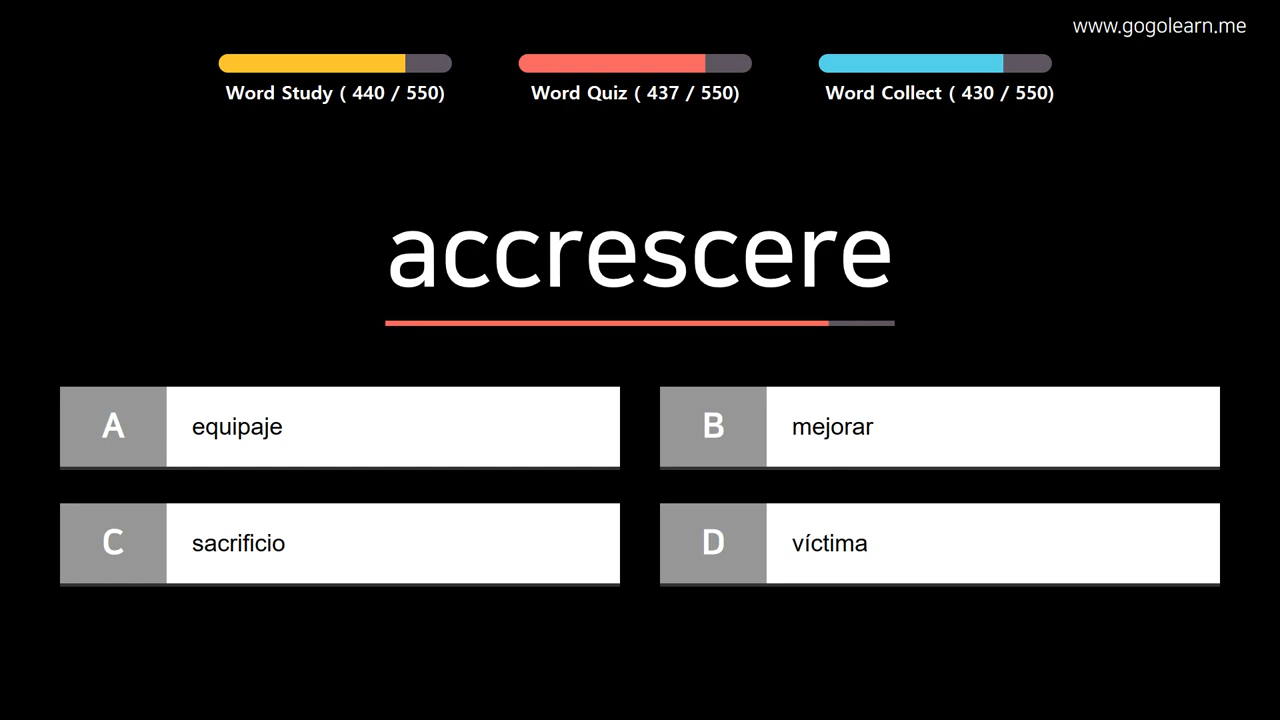 www.gogolearn.me
Word Study ( 440 / 550)
Word Quiz ( 437 / 550)
Word Collect ( 430 / 550)
accrescere
A equipaje
B mejorar
C sacrificio
D víctima